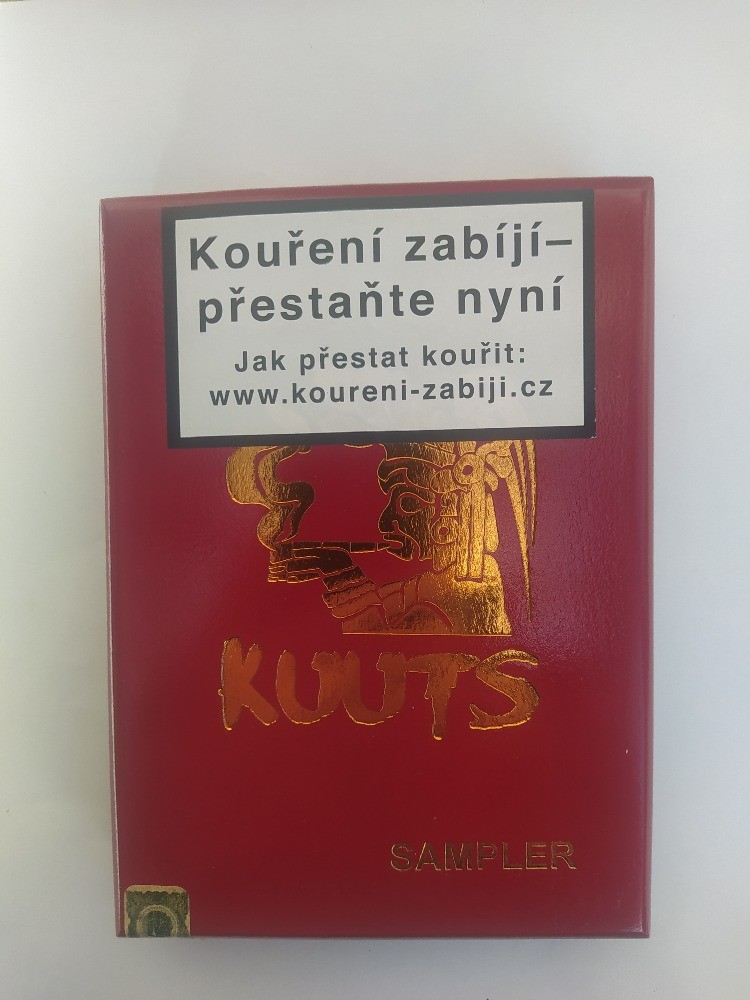 Kouření zabíjí–
přestaňte nyní
Jak přestat kouřit:
www.koureni-zabiji.cz
KUUTS
SAMPLER